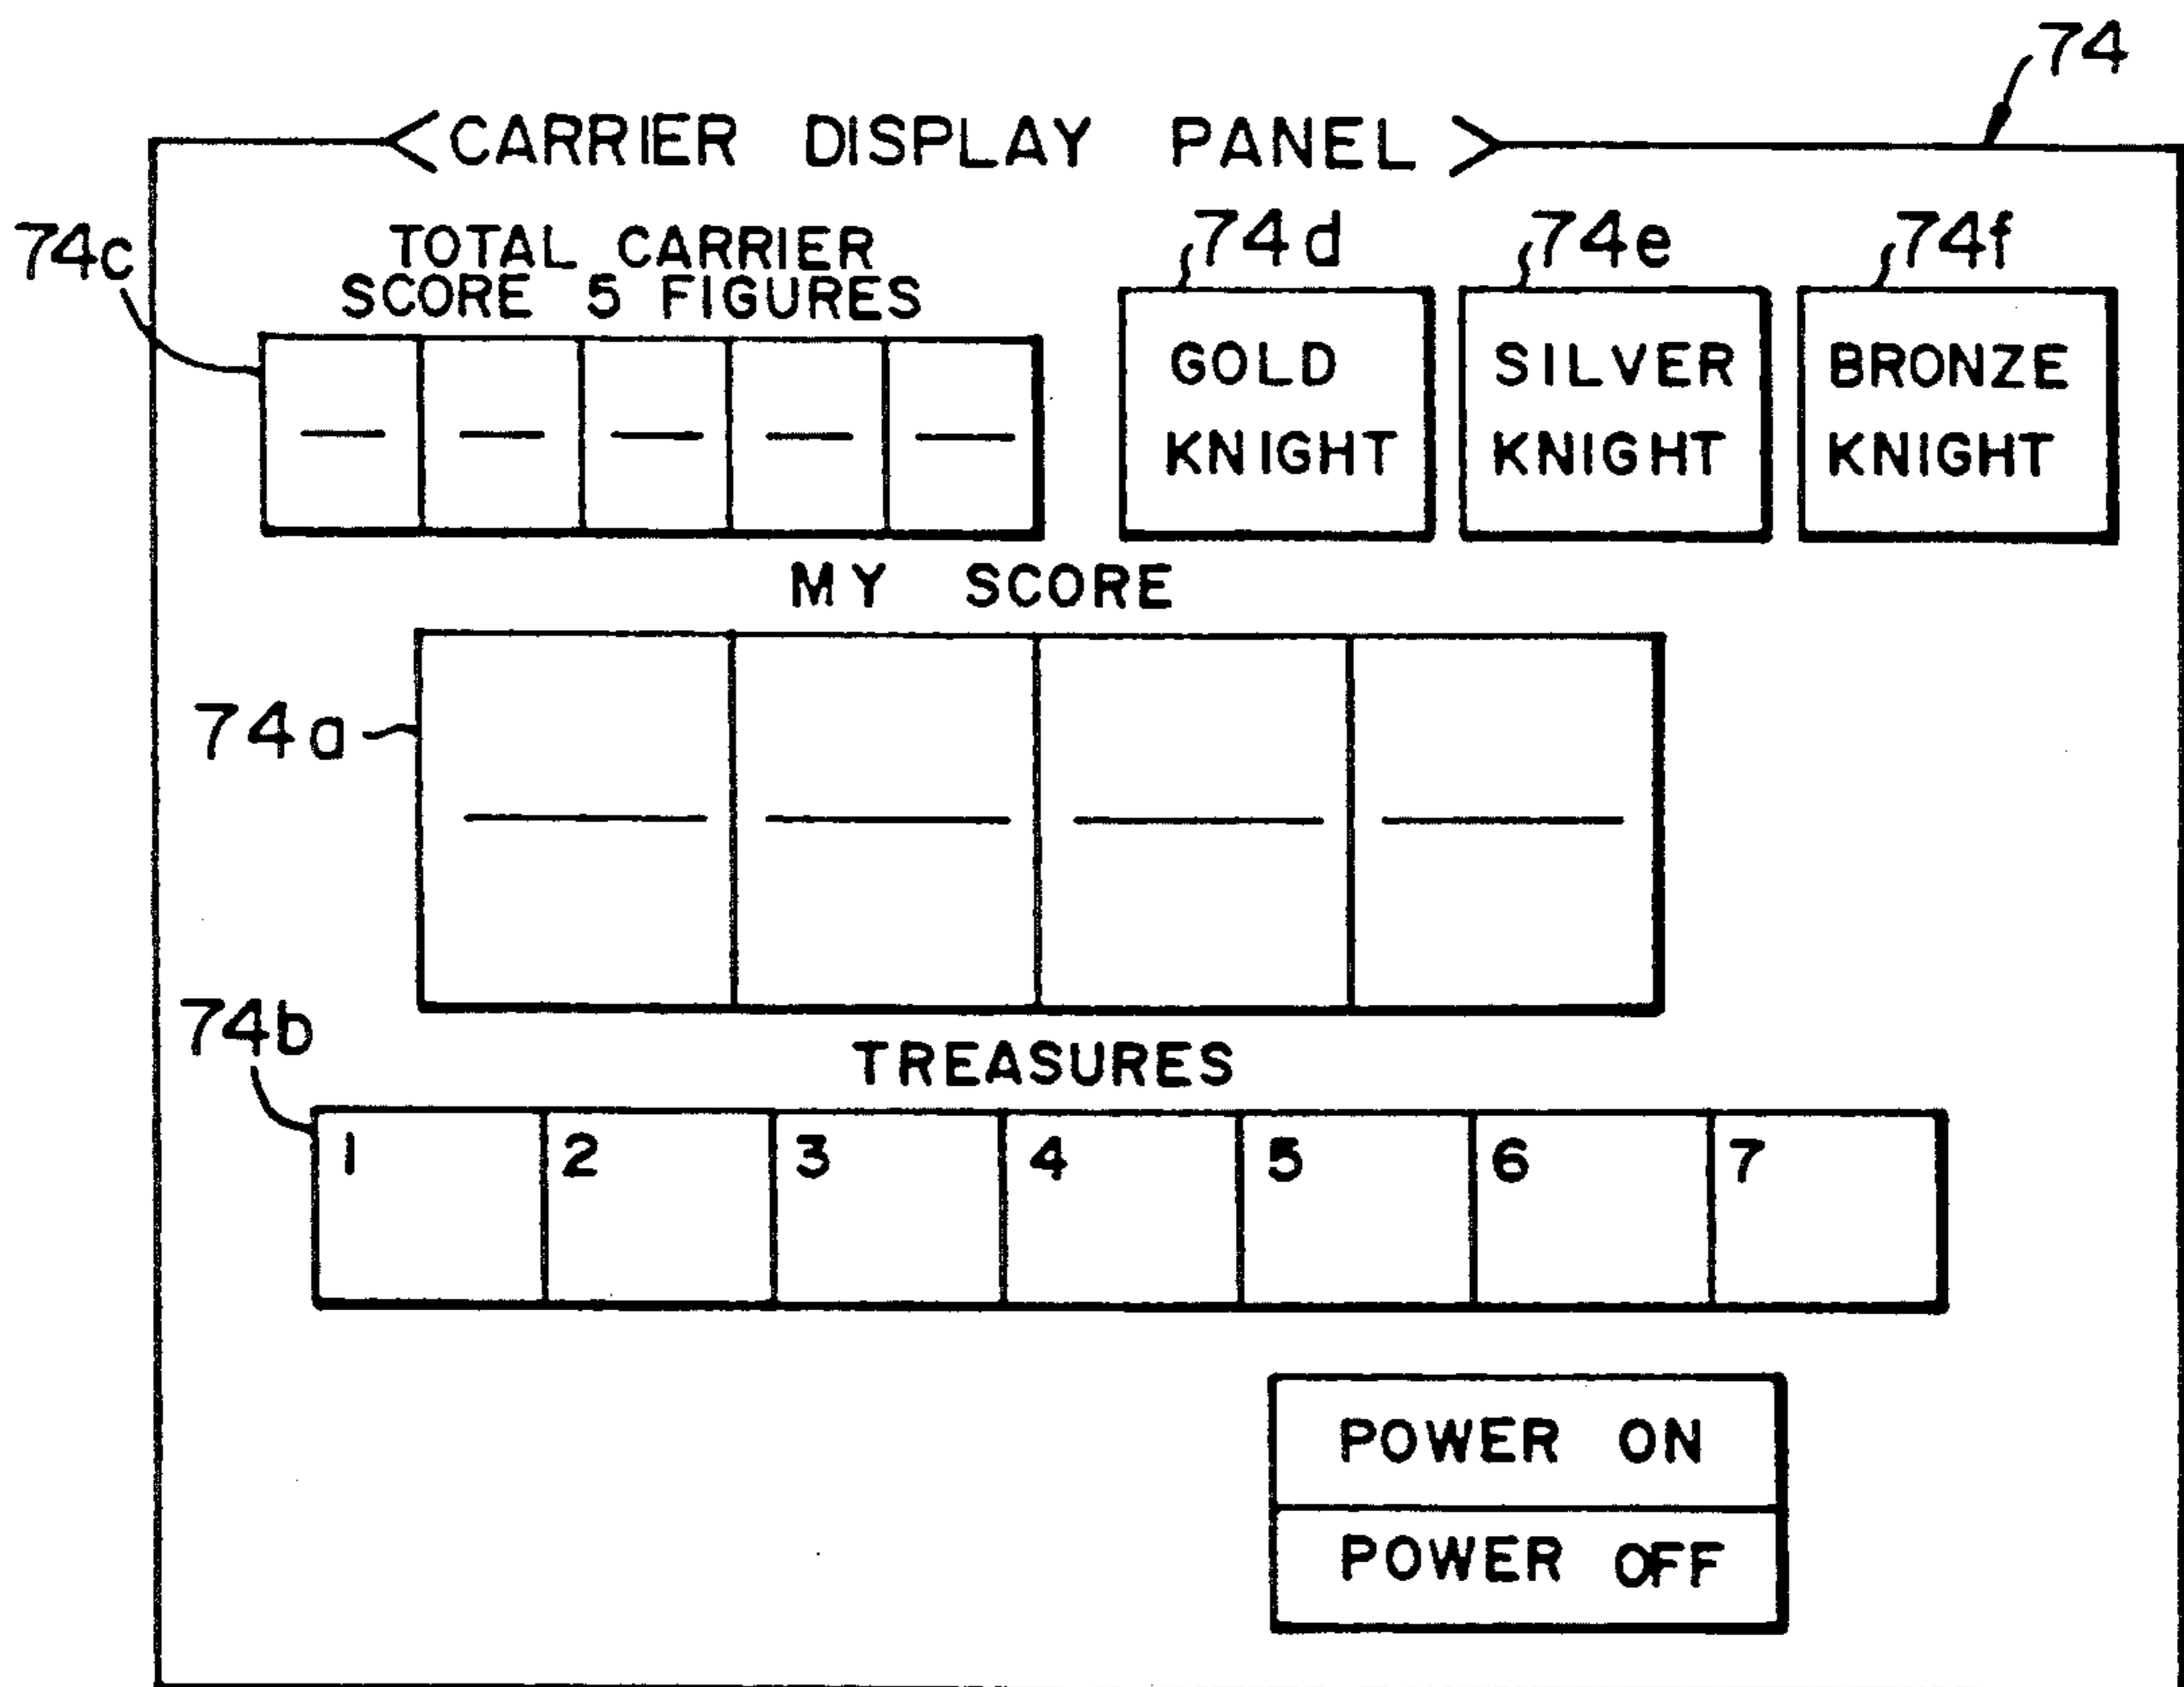 74
<CARRIER DISPLAY PANEL>
74c
TOTAL CARRIER
SCORE 5 FIGURES
— — — — —
74d
GOLD
KNIGHT
74e
SILVER
KNIGHT
74f
BRONZE
KNIGHT
MY SCORE
74a
— — — —
TREASURES
74b
1 2 3 4 5 6 7
POWER ON
POWER OFF